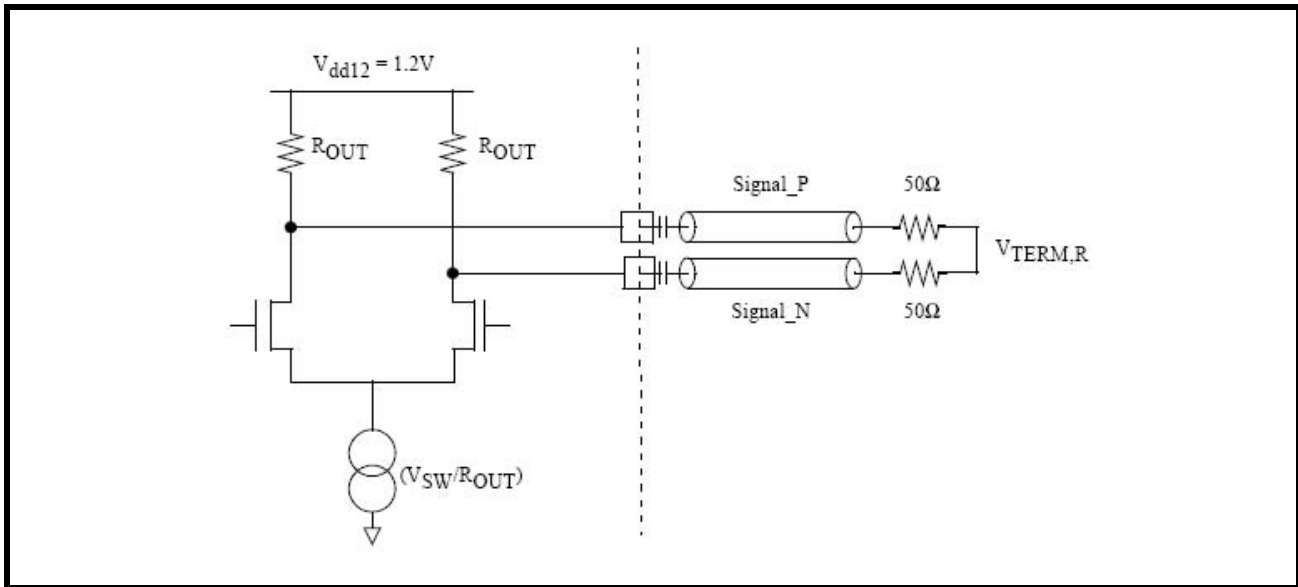 Vdd12 = 1.2V
ROUT
ROUT
Signal_P
50Ω
VTERM,R
Signal_N
50Ω
(VSW/ROUT)